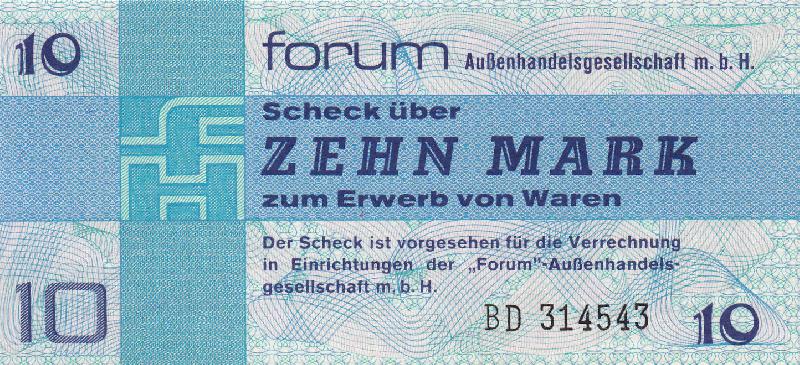 10
forum Außenhandelsgesellschaft m. b. H.
Scheck über
ZEHN MARK
zum Erwerb von Waren
Der Scheck ist vorgesehen für die Verrechnung
in Einrichtungen der „Forum"-Außenhandels-
gesellschaft m. b. H.
10
BD 314543
10